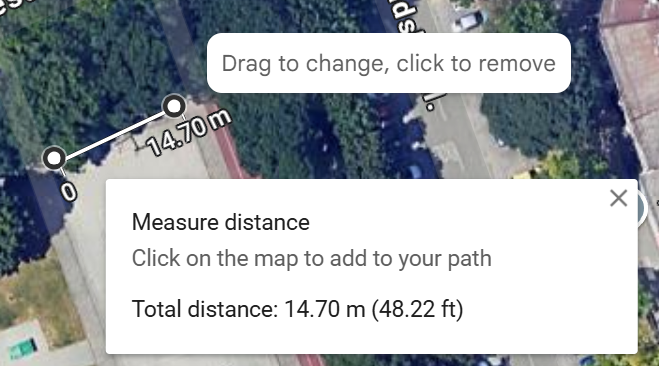 Drag to change, click to remove
14.70 m
0
Measure distance
Click on the map to add to your path
Total distance: 14.70 m (48.22 ft)